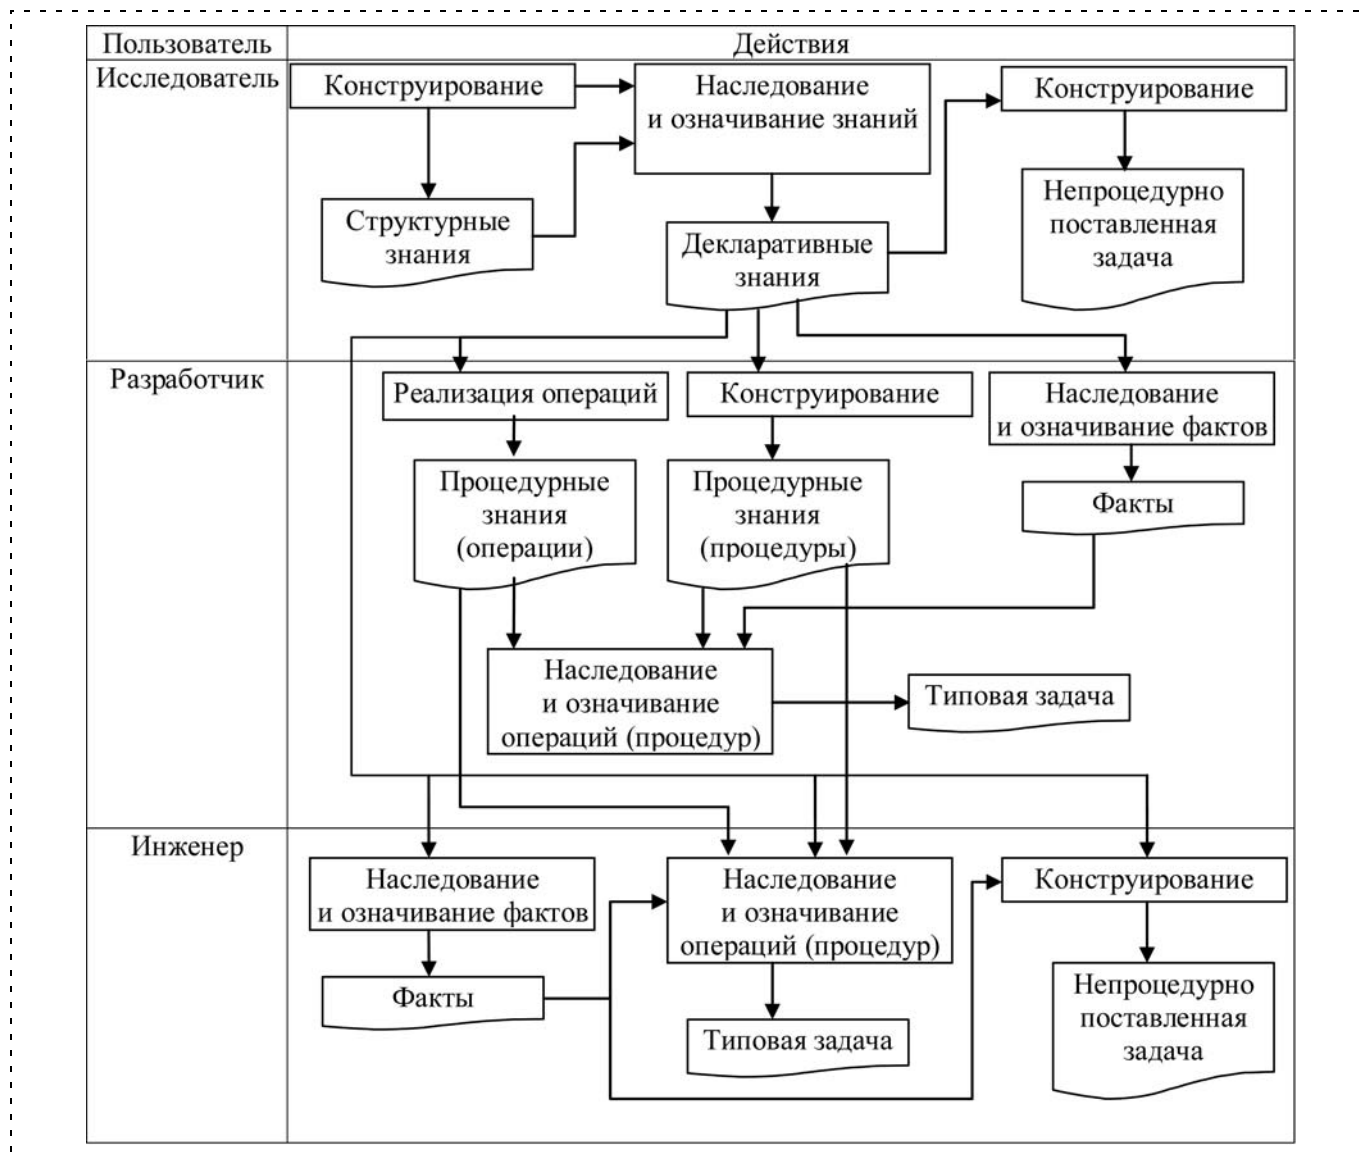 Пользователь
Действия
Исследователь
Конструирование
Наследование
и означивание знаний
Конструирование
Структурные
знания
Декларативные
знания
Непроцедурно
поставленная
задача
Разработчик
Реализация операций
Конструирование
Наследование
и означивание фактов
Процедурные
знания
(операции)
Процедурные
знания
(процедуры)
Факты
Наследование
и означивание
операций (процедур)
Типовая задача
Инженер
Наследование
и означивание фактов
Наследование
и означивание
операций (процедур)
Конструирование
Факты
Типовая задача
Непроцедурно
поставленная
задача